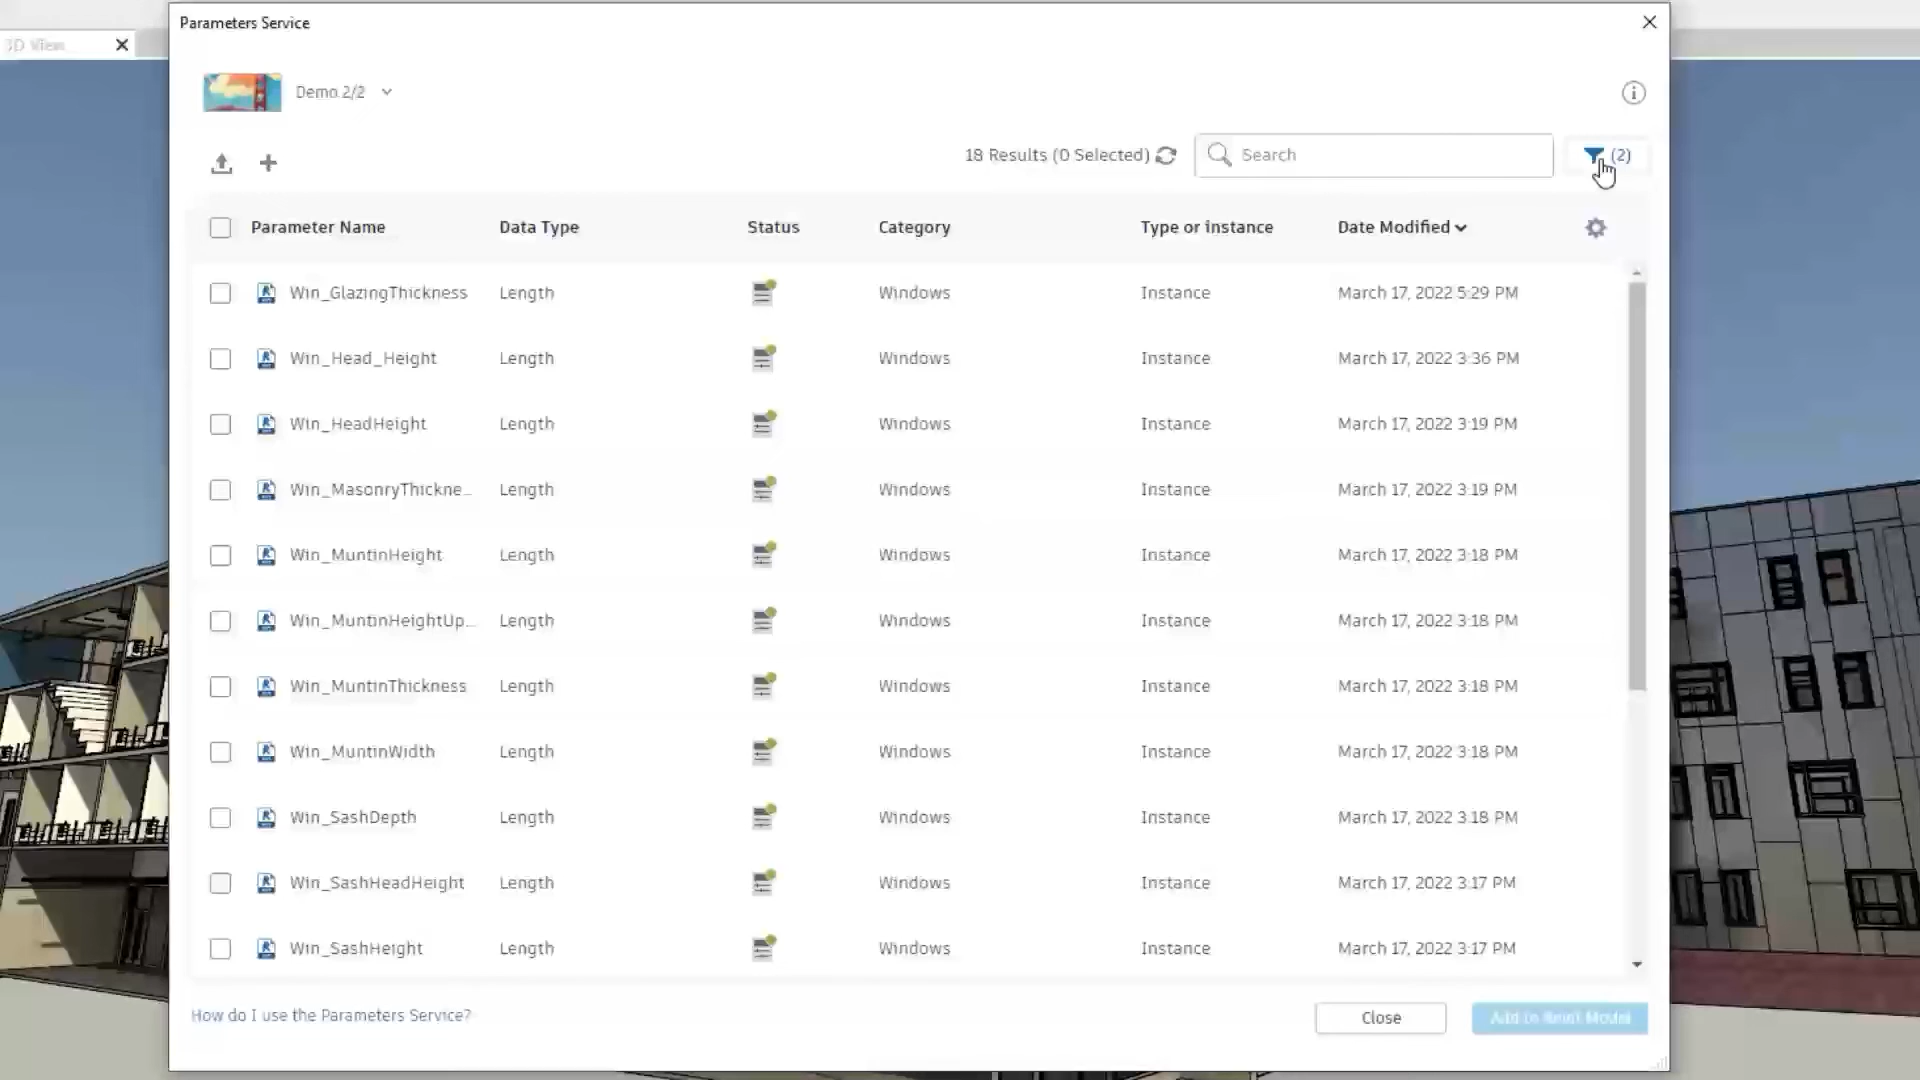 Parameters Service
3D View
Demo 2/2
18 Results (0 Selected)
Search
(2)
Parameter Name Data Type Status Category Type or instance Date Modified
Win_GlazingThickness Length Windows Instance March 17, 2022 5:29 PM
Win_Head_Height Length Windows Instance March 17, 2022 3:36 PM
Win_HeadHeight Length Windows Instance March 17, 2022 3:19 PM
Win_MasonryThickne... Length Windows Instance March 17, 2022 3:19 PM
Win_MuntinHeight Length Windows Instance March 17, 2022 3:18 PM
Win_MuntinHeightUp... Length Windows Instance March 17, 2022 3:18 PM
Win_MuntinThickness Length Windows Instance March 17, 2022 3:18 PM
Win_MuntinWidth Length Windows Instance March 17, 2022 3:18 PM
Win_SashDepth Length Windows Instance March 17, 2022 3:18 PM
Win_SashHeadHeight Length Windows Instance March 17, 2022 3:17 PM
Win_SashHeight Length Windows Instance March 17, 2022 3:17 PM
How do I use the Parameters Service?
Close
Add to Revit Model